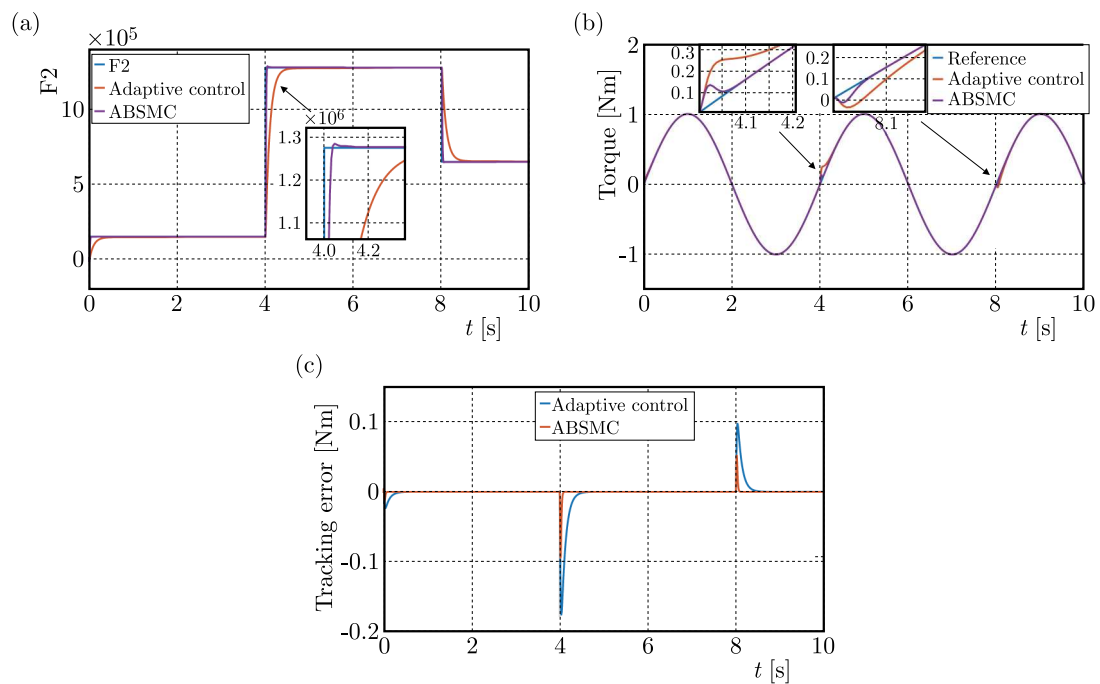 (a)
×10⁵
F2
F2
Adaptive control
ABSMC
10
5
0
×10⁶
1.3
1.2
1.1
4.0 4.2
0 2 4 6 8 10
t [s]
(b)
Torque [Nm]
2
1
0
-1
0.3
0.2
0.1
4.1 4.2
0.2
0.1
0
8.1
Reference
Adaptive control
ABSMC
0 2 4 6 8 10
t [s]
(c)
Tracking error [Nm]
Adaptive control
ABSMC
0.1
0
-0.1
-0.2
0 2 4 6 8 10
t [s]